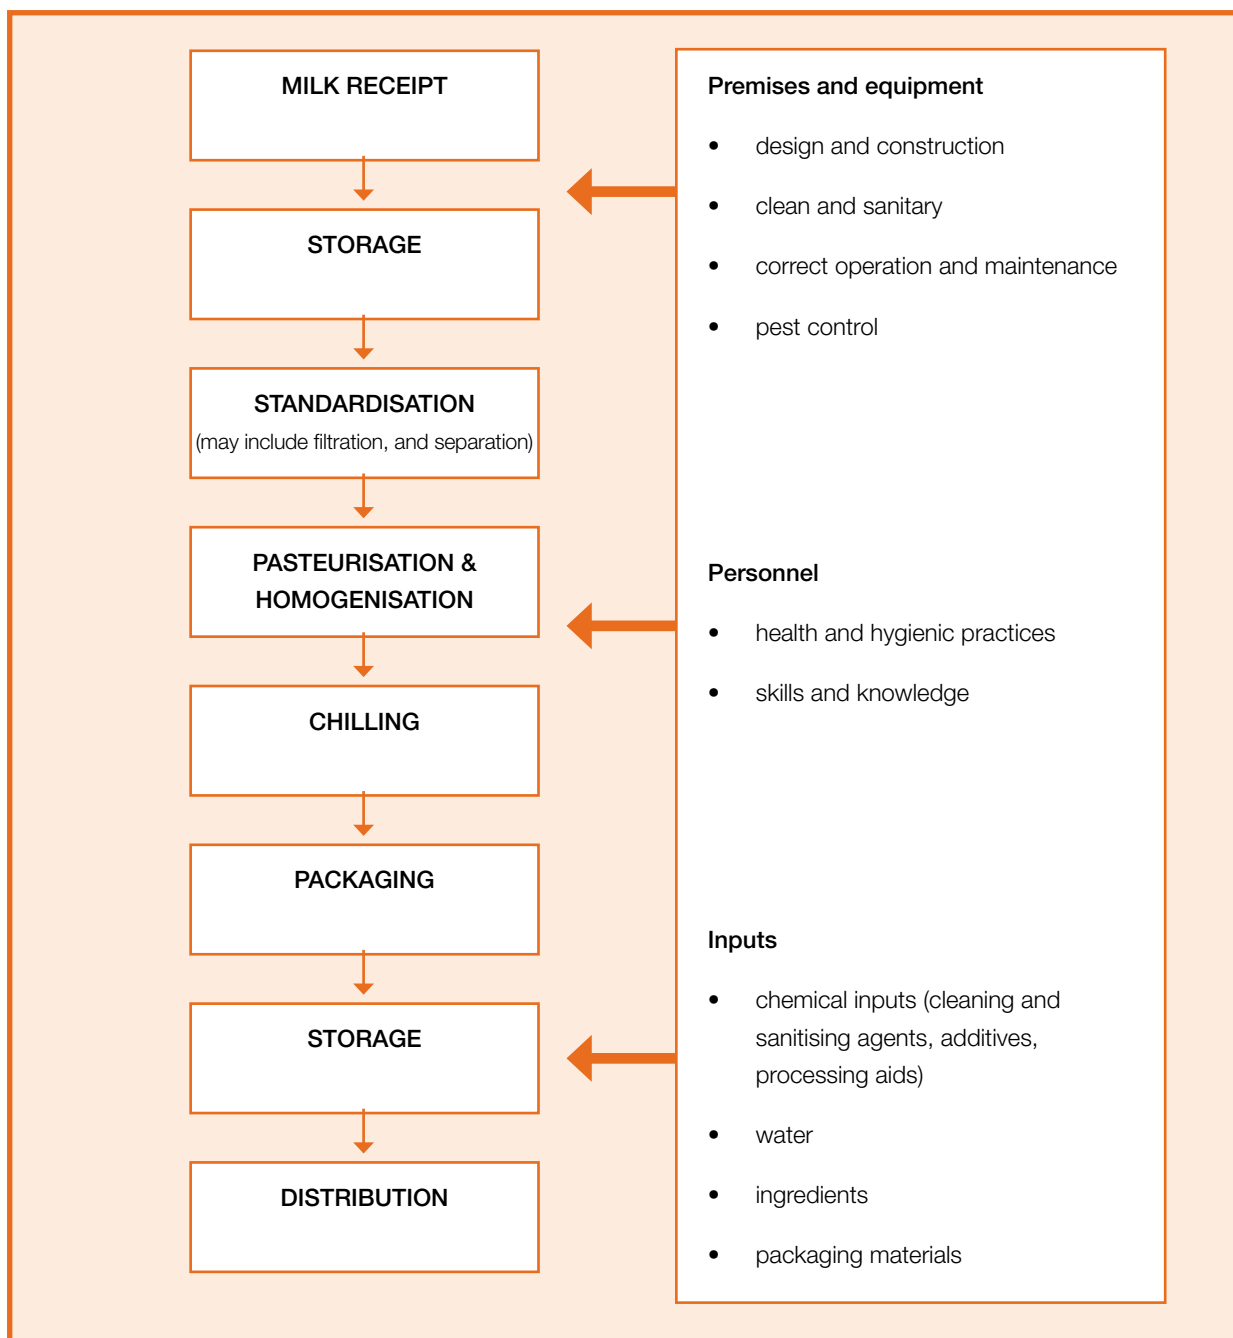 MILK RECEIPT
STORAGE
STANDARDISATION
(may include filtration, and separation)
PASTEURISATION &
HOMOGENISATION
CHILLING
PACKAGING
STORAGE
DISTRIBUTION
Premises and equipment
• design and construction
• clean and sanitary
• correct operation and maintenance
• pest control
Personnel
• health and hygienic practices
• skills and knowledge
Inputs
• chemical inputs (cleaning and
sanitising agents, additives,
processing aids)
• water
• ingredients
• packaging materials